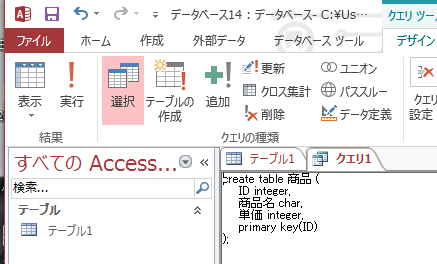 データベース14 : データベース- C:¥Us...
クエリ ツー
ファイル ホーム 作成 外部データ データベース ツール デザイン
表示 実行 選択 テーブルの作成 追加
更新 ユニオン
クロス集計 パススルー
削除 データ定義
クエリ 設定
結果 クエリの種類
すべての Access...
検索...
テーブル
テーブル1
テーブル1 クエリ1
create table 商品 (
ID integer,
商品名 char,
単価 integer,
primary key(ID)
);